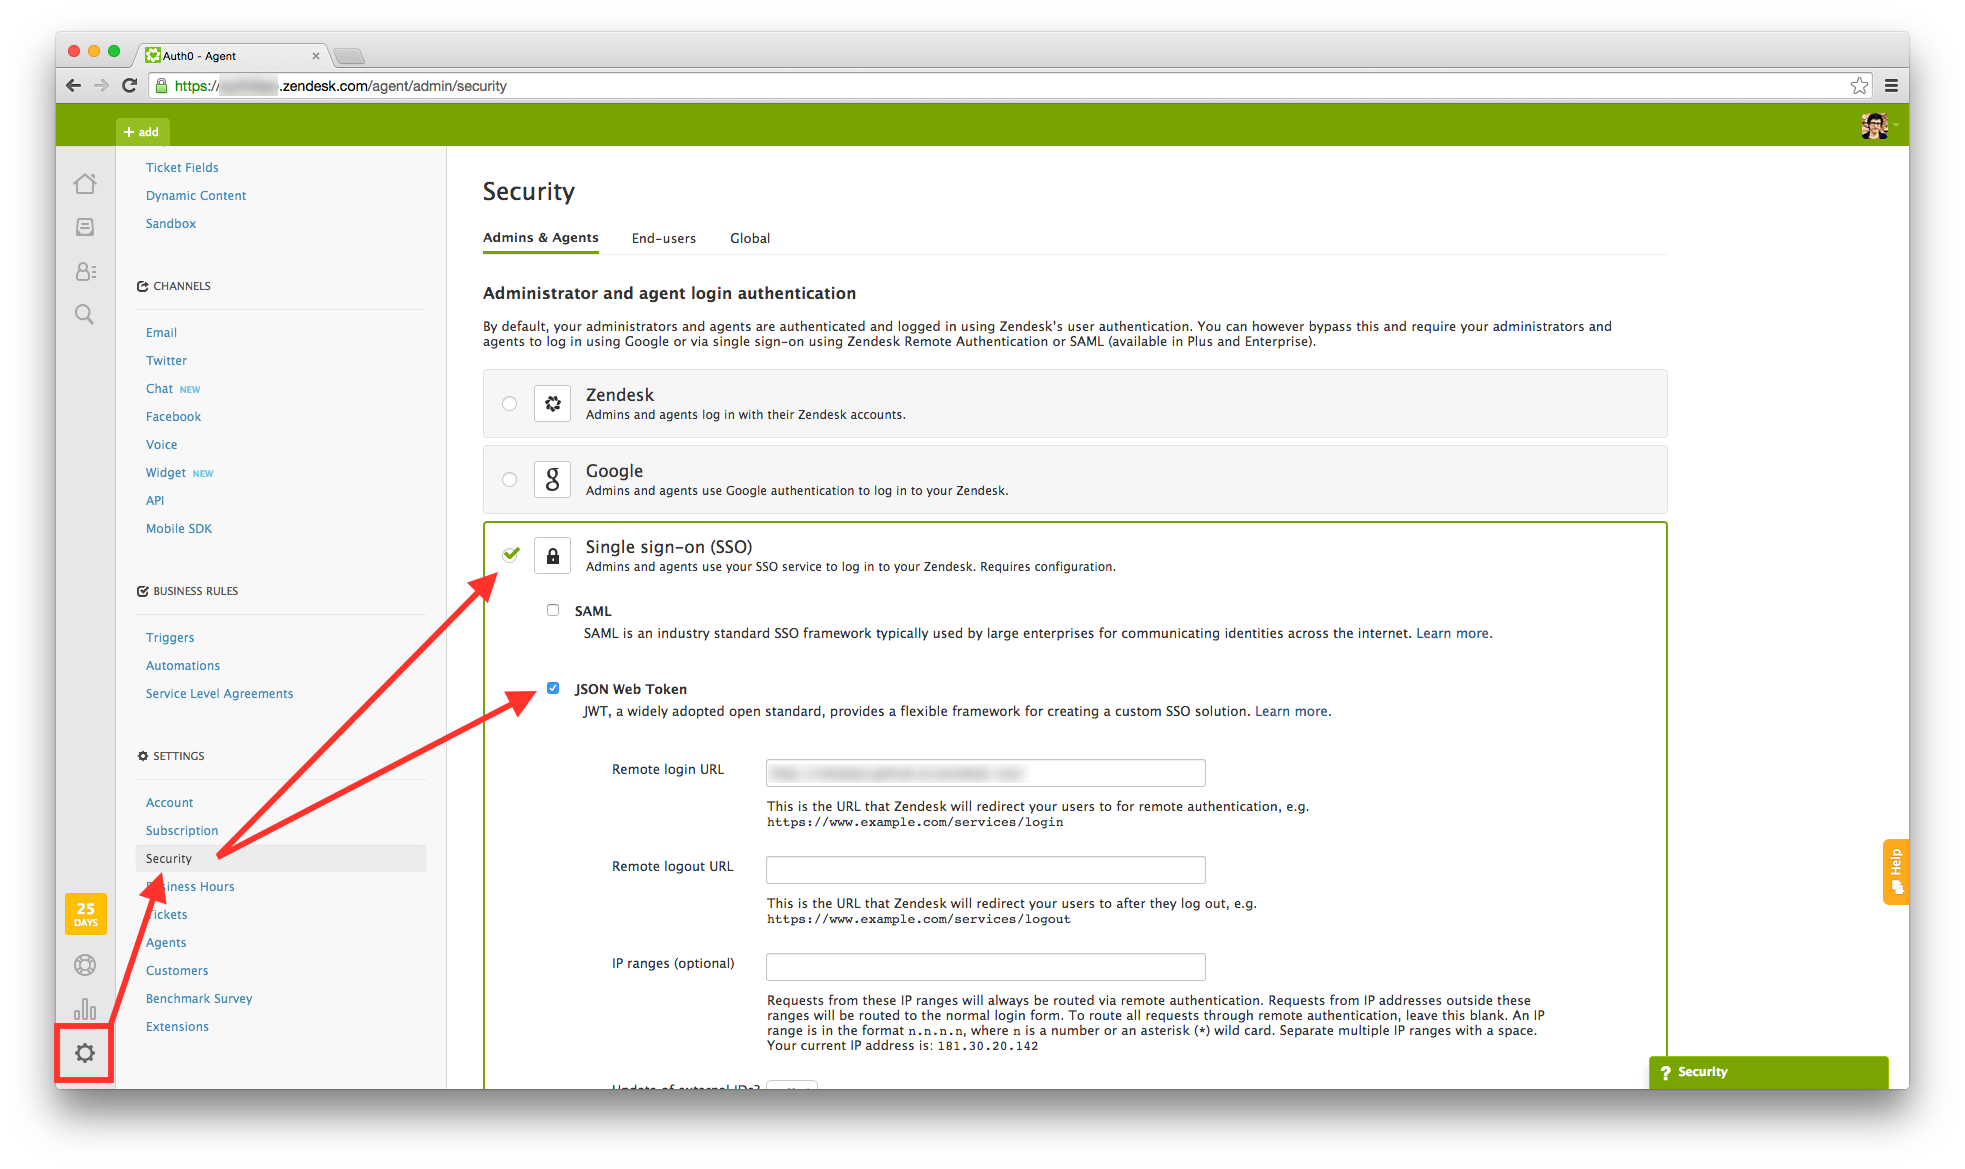 Auth0 - Agent
https://
.zendesk.com/agent/admin/security
+ add
Ticket Fields
Dynamic Content
Sandbox
CHANNELS
Email
Twitter
Chat NEW
Facebook
Voice
Widget NEW
API
Mobile SDK
BUSINESS RULES
Triggers
Automations
Service Level Agreements
SETTINGS
Account
Subscription
Security
siness Hours
ickets
Agents
Customers
Benchmark Survey
Extensions
25
DAYS
Security
Admins & Agents
End-users
Global
Administrator and agent login authentication
By default, your administrators and agents are authenticated and logged in using Zendesk's user authentication. You can however bypass this and require your administrators and
agents to log in using Google or via single sign-on using Zendesk Remote Authentication or SAML (available in Plus and Enterprise).
Zendesk
Admins and agents log in with their Zendesk accounts.
g
Google
Admins and agents use Google authentication to log in to your Zendesk.
Single sign-on (SSO)
Admins and agents use your SSO service to log in to your Zendesk. Requires configuration.
SAML
SAML is an industry standard SSO framework typically used by large enterprises for communicating identities across the internet. Learn more.
JSON Web Token
JWT, a widely adopted open standard, provides a flexible framework for creating a custom SSO solution. Learn more.
Remote login URL
This is the URL that Zendesk will redirect your users to for remote authentication, e.g.
https://www.example.com/services/login
Remote logout URL
This is the URL that Zendesk will redirect your users to after they log out, e.g.
https://www.example.com/services/logout
IP ranges (optional)
Requests from these IP ranges will always be routed via remote authentication. Requests from IP addresses outside these
ranges will be routed to the normal login form. To route all requests through remote authentication, leave this blank. An IP
range is in the format n.n.n.n, where n is a number or an asterisk (*) wild card. Separate multiple IP ranges with a space.
Your current IP address is: 181.30.20.142
Update of external IDs?
Help
? Security